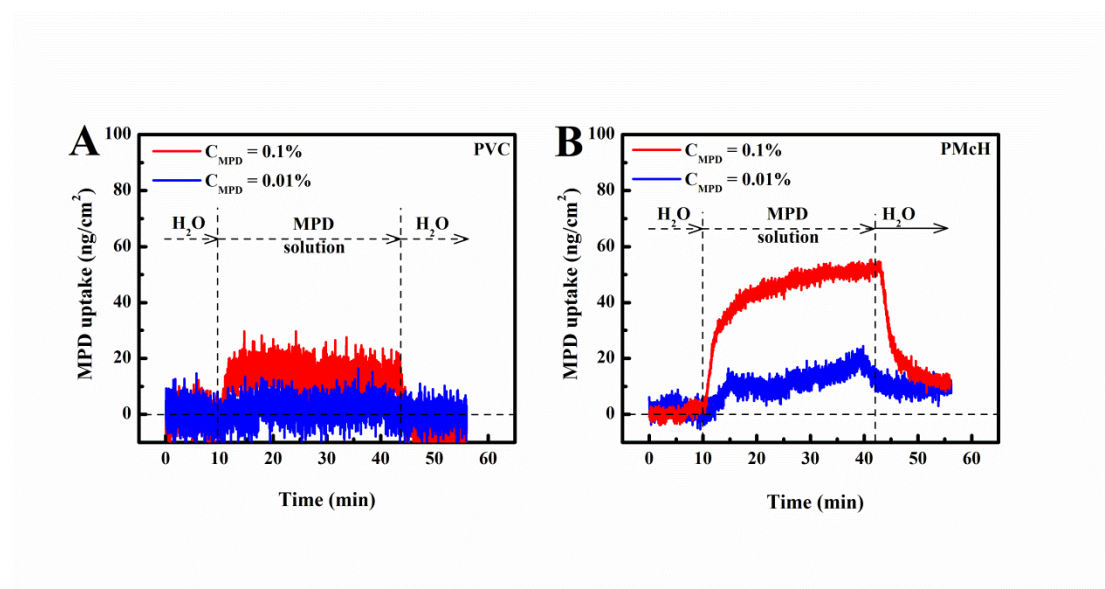 A
100
80
60
40
20
0
MPD uptake (ng/cm²)
C_MPD = 0.1%
C_MPD = 0.01%
PVC
H₂O
MPD
solution
H₂O
0 10 20 30 40 50 60
Time (min)
B
100
80
60
40
20
0
MPD uptake (ng/cm²)
C_MPD = 0.1%
C_MPD = 0.01%
PMcH
H₂O
MPD
solution
H₂O
0 10 20 30 40 50 60
Time (min)